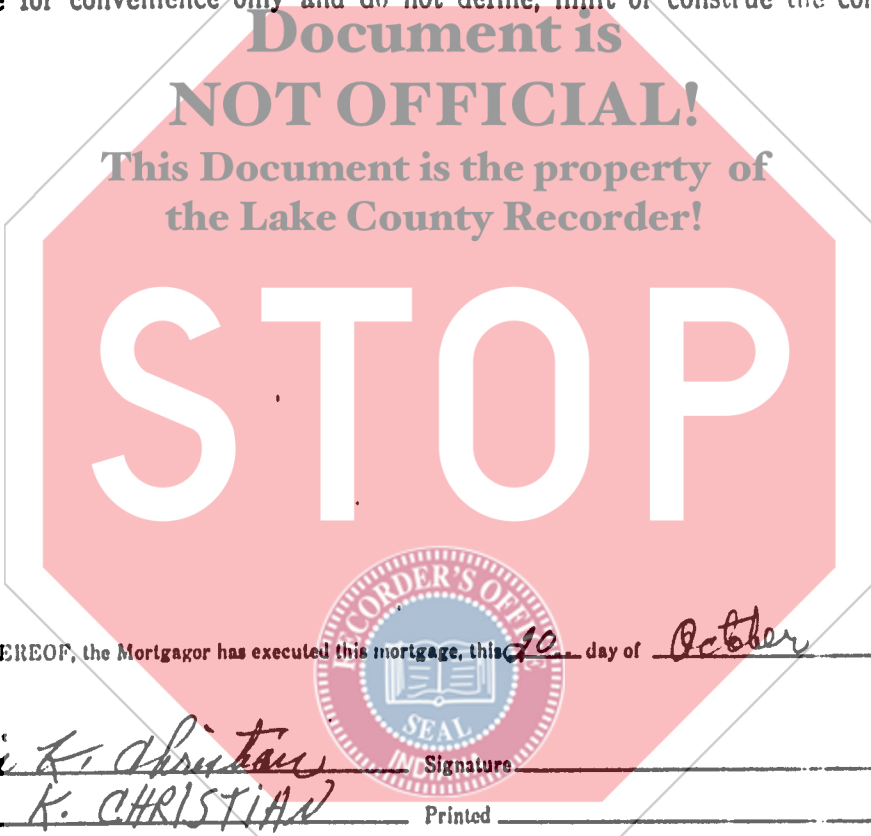 for convenience only and do not define, limit or construe the
Document is
NOT OFFICIAL!
This Document is the property of
the Lake County Recorder!
STOP
RECORDER'S OFFICE
EREOF, the Mortgagor has executed this mortgage, this 20 day of October
K. Christian Signature
K. CHRISTIAN Printed
SEAL
INDIANA